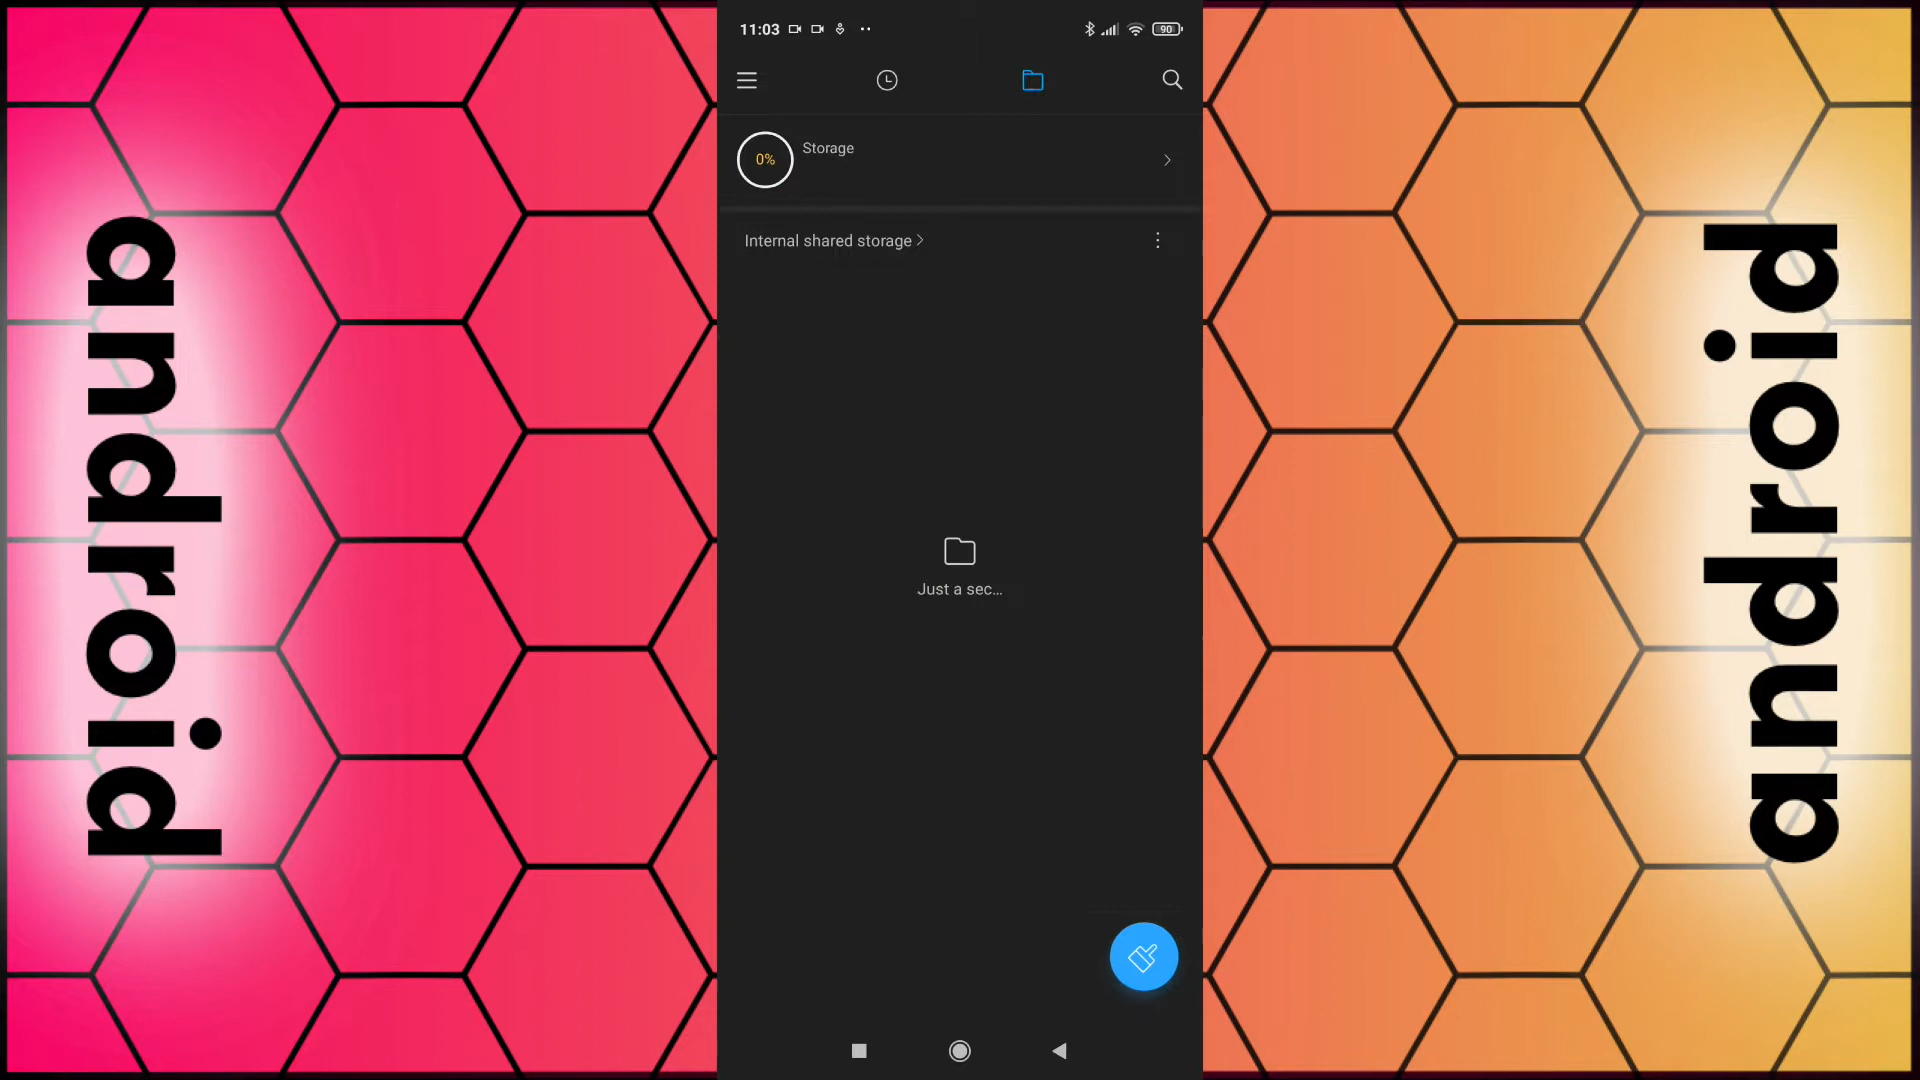 android
11:03
90
0%
Storage
Internal shared storage
Just a sec...
android